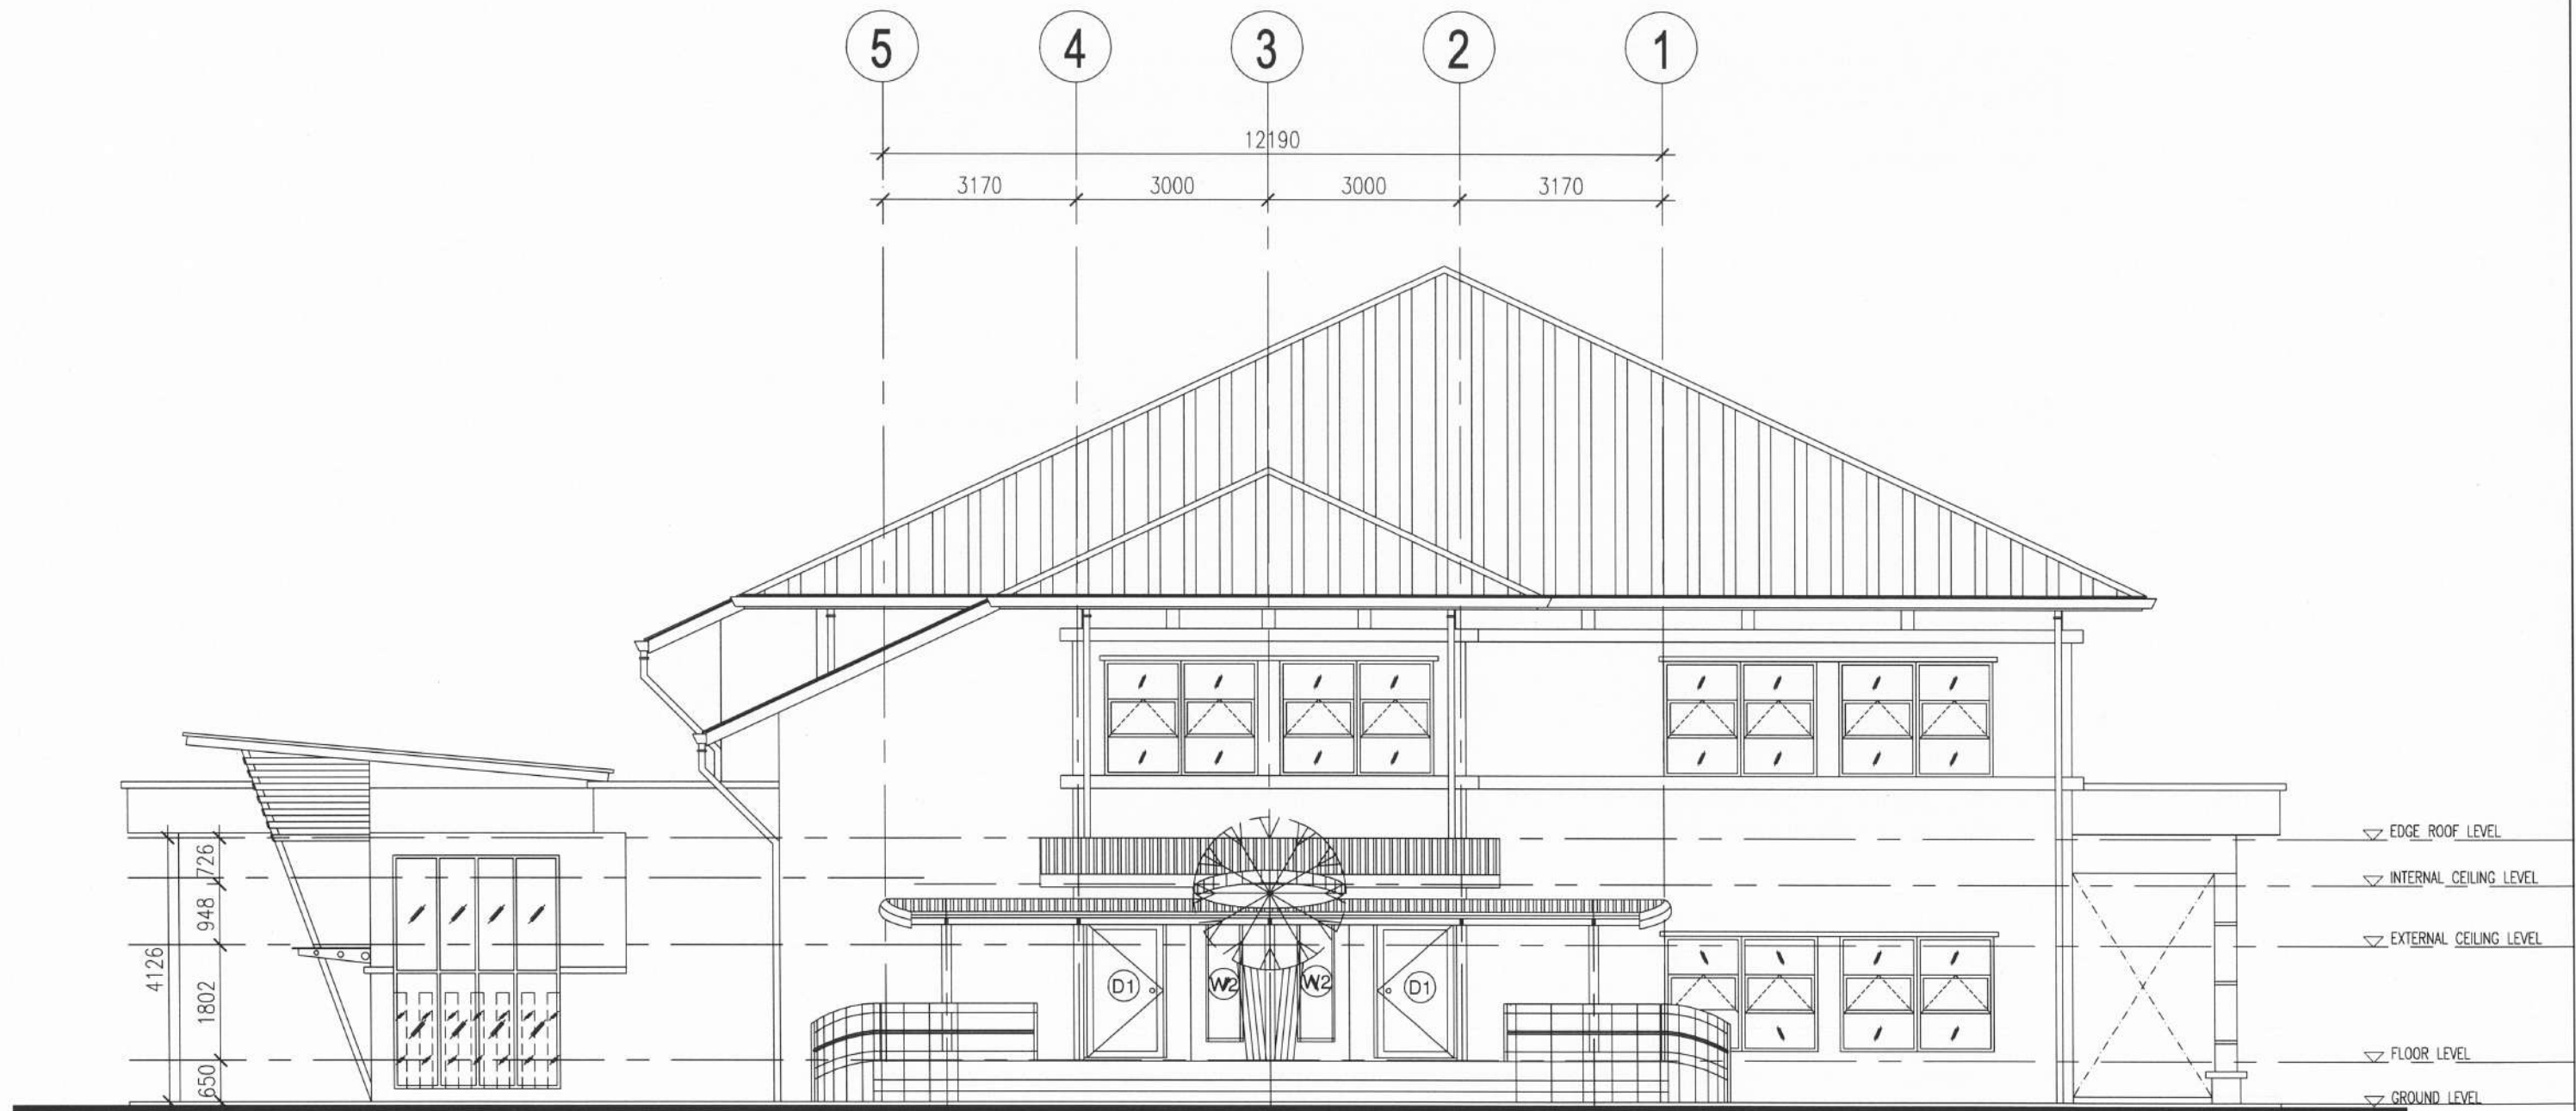 5 4 3 2 1
12190
3170 3000 3000 3170
726
948
1802
650
4126
EDGE ROOF LEVEL
INTERNAL CEILING LEVEL
EXTERNAL CEILING LEVEL
D1 W2 W2 D1
FLOOR LEVEL
GROUND LEVEL